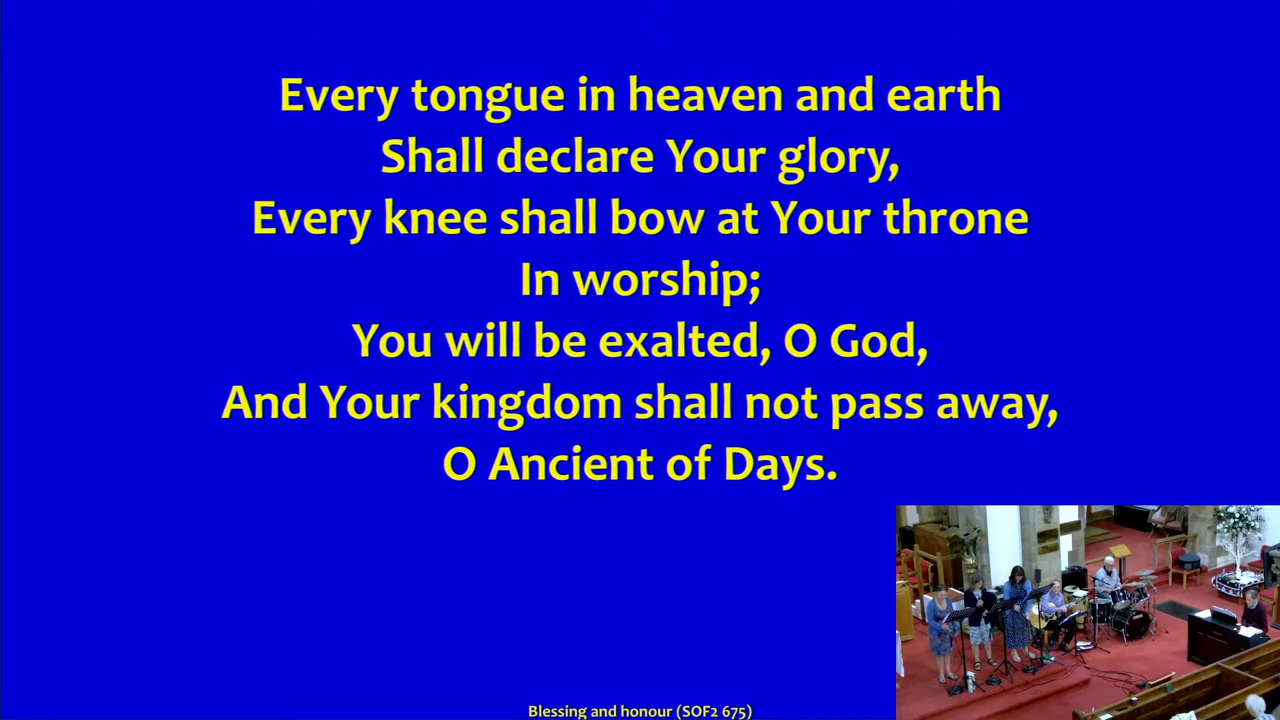 Every tongue in heaven and earth
Shall declare Your glory,
Every knee shall bow at Your throne
In worship;
You will be exalted, O God,
And Your kingdom shall not pass away,
O Ancient of Days.
Blessing and honour (SOF2 675)